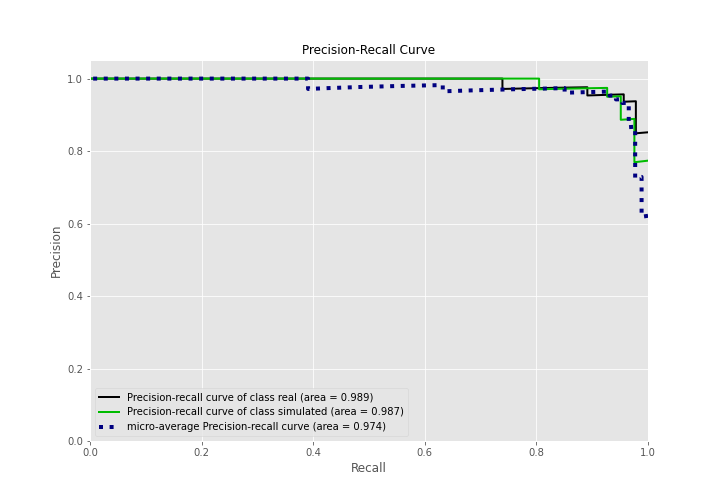 Precision-Recall Curve
1.0
0.8
0.6
0.4
0.2
0.0
Precision
Precision-recall curve of class real (area = 0.989)
Precision-recall curve of class simulated (area = 0.987)
micro-average Precision-recall curve (area = 0.974)
0.0 0.2 0.4 0.6 0.8 1.0
Recall